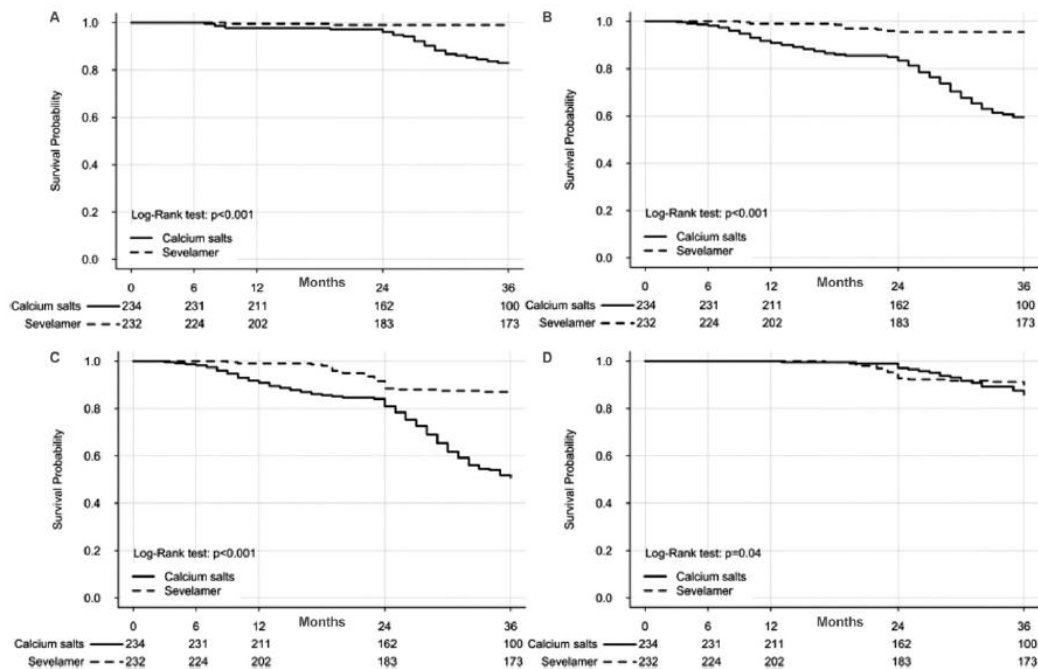 A
Survival Probability
1.0
0.8
0.6
0.4
0.2
0.0
Log-Rank test: p<0.001
Calcium salts
Sevelamer
0 6 12 Months 24 36
Calcium salts 234 231 211 162 100
Sevelamer 232 224 202 183 173
B
Survival Probability
1.0
0.8
0.6
0.4
0.2
0.0
Log-Rank test: p<0.001
Calcium salts
Sevelamer
0 6 12 Months 24 36
Calcium salts 234 231 211 162 100
Sevelamer 232 224 202 183 173
C
Survival Probability
1.0
0.8
0.6
0.4
0.2
0.0
Log-Rank test: p<0.001
Calcium salts
Sevelamer
0 6 12 Months 24 36
Calcium salts 234 231 211 162 100
Sevelamer 232 224 202 183 173
D
Survival Probability
1.0
0.8
0.6
0.4
0.2
0.0
Log-Rank test: p=0.04
Calcium salts
Sevelamer
0 6 12 Months 24 36
Calcium salts 234 231 211 162 100
Sevelamer 232 224 202 183 173